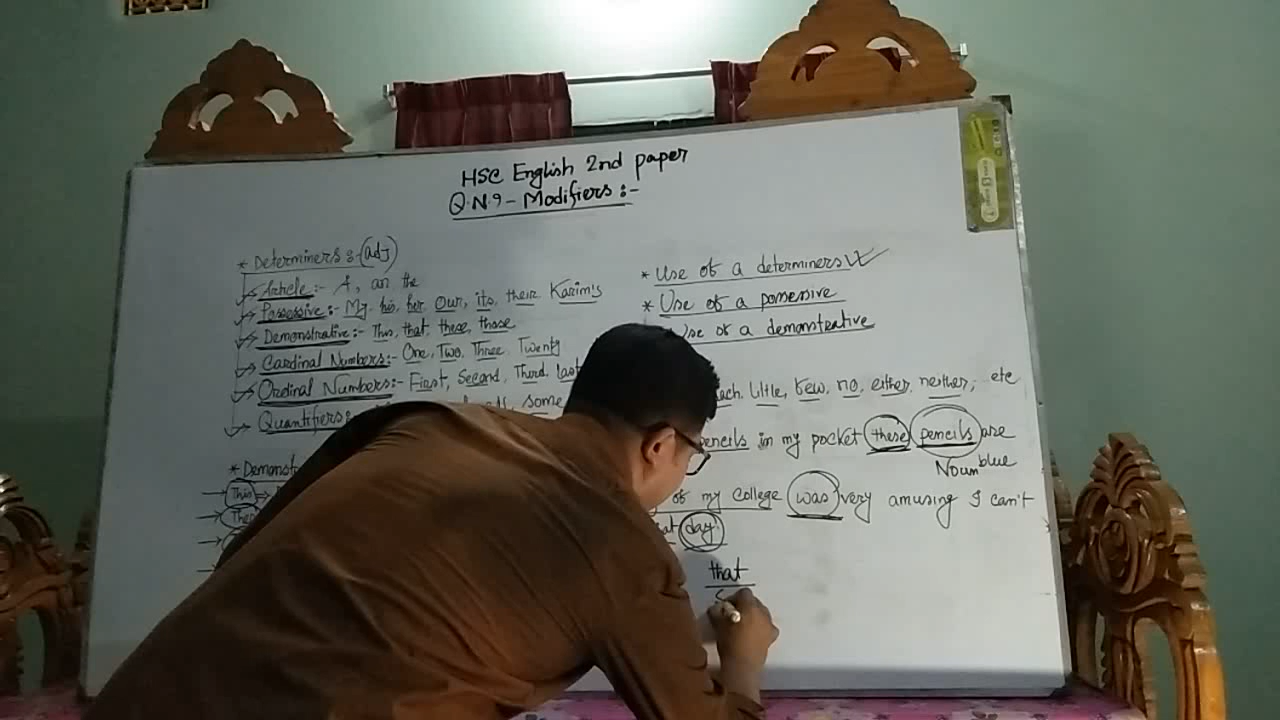 HSC English 2nd paper
Q.N.9 - Modifiers :-
* Determiners :- (adj)
Article :- A, an the
Possessive :- My, his, her Our, its, their Karim's
Demonstrative :- This, that, these, those
Cardinal Numbers :- One, Two, Three, Twenty
Ordinal Numbers :- First, Second, Third, last
Quantifiers :- some
* Demonst
This
* Use of a determiners
* Use of a possessive
Use of a demonstrative
each, little, few, no, either, neither, etc
pencils in my pocket these pencils are
Noun blue
of my College was very amusing I can't
day
that